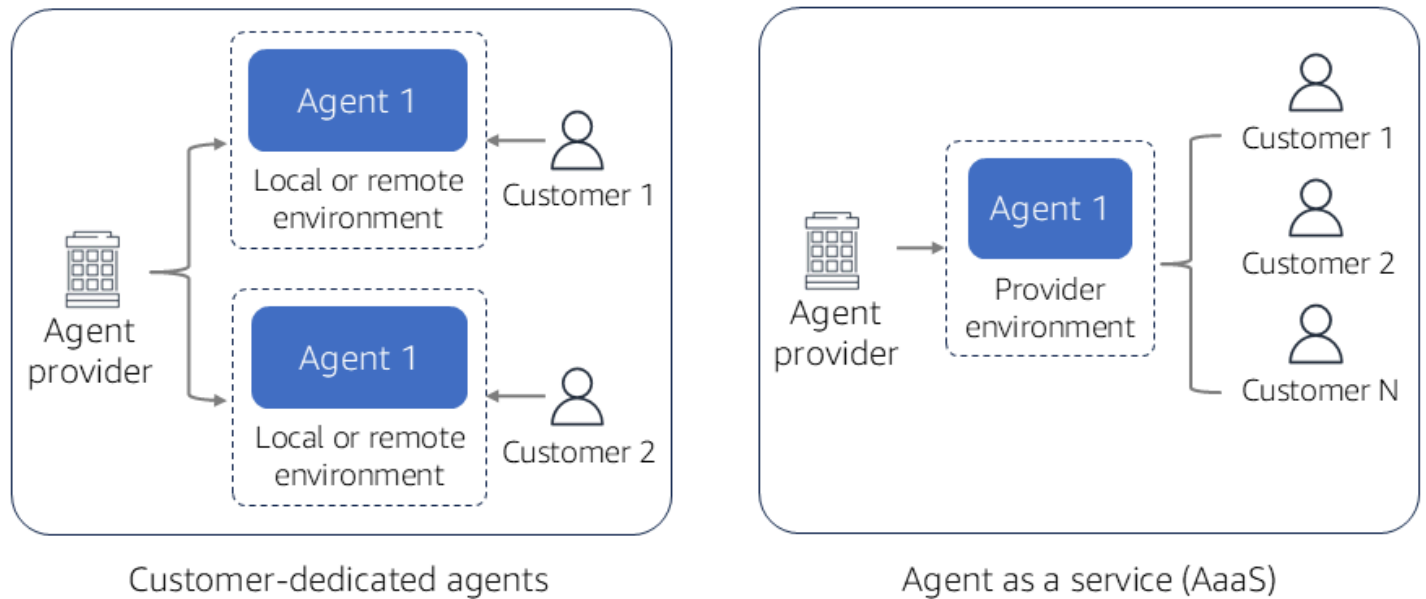 Agent 1
Local or remote
environment
Customer 1
Agent
provider
Agent 1
Local or remote
environment
Customer 2
Customer-dedicated agents
Agent
provider
Agent 1
Provider
environment
Customer 1
Customer 2
Customer N
Agent as a service (AaaS)